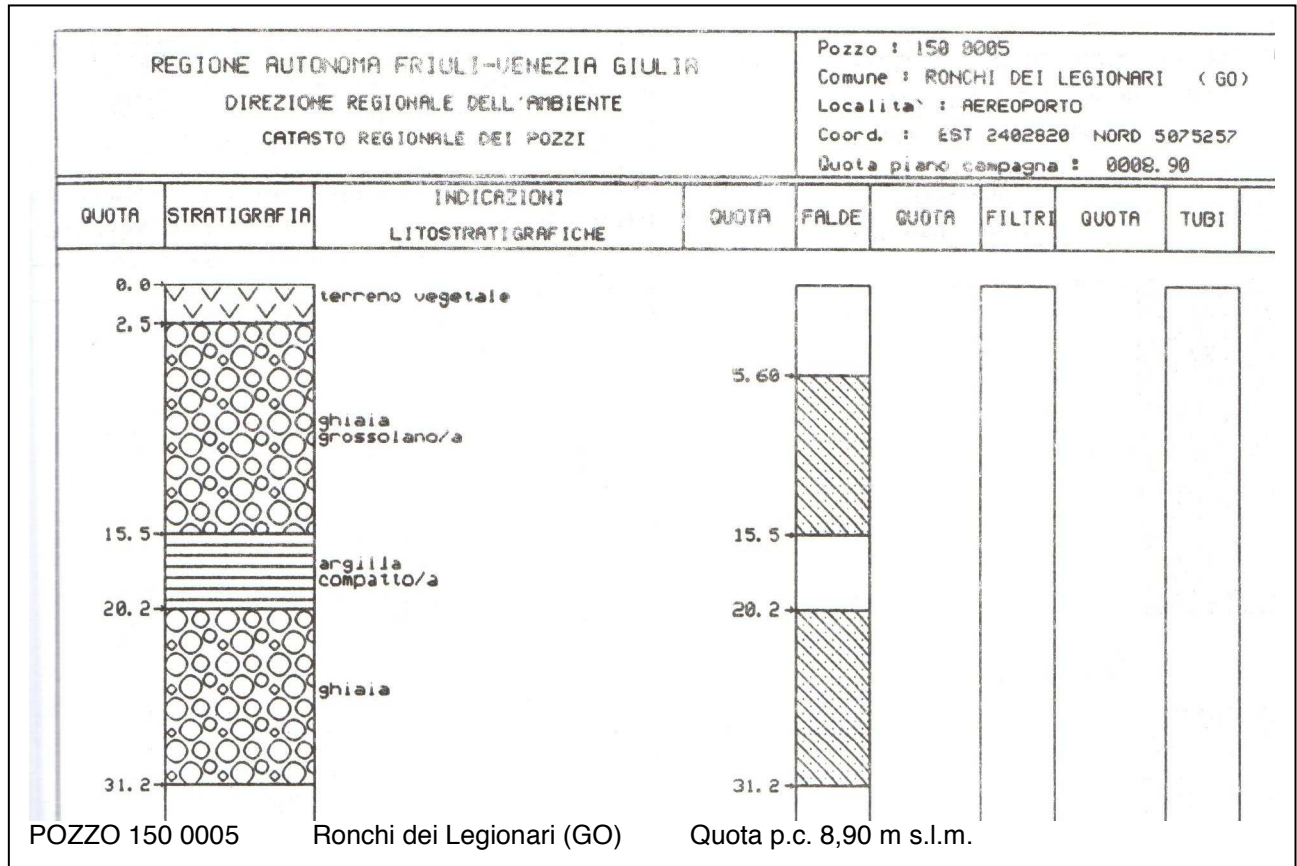 REGIONE AUTONOMA FRIULI-VENEZIA GIULIA
DIREZIONE REGIONALE DELL'AMBIENTE
CATASTO REGIONALE DEI POZZI
Pozzo : 150 0005
Comune : RONCHI DEI LEGIONARI (GO)
Localita` : AEREOPORTO
Coord. : EST 2402820 NORD 5075257
Quota piano campagna : 0008.90
QUOTA STRATIGRAFIA INDICAZIONI LITOSTRATIGRAFICHE QUOTA FALDE QUOTA FILTRI QUOTA TUBI
0.0 terreno vegetale
2.5
5.60
ghiaia
grossolano/a
15.5 15.5
argilla
compatto/a
20.2 20.2
ghiaia
31.2 31.2
POZZO 150 0005 Ronchi dei Legionari (GO) Quota p.c. 8,90 m s.l.m.